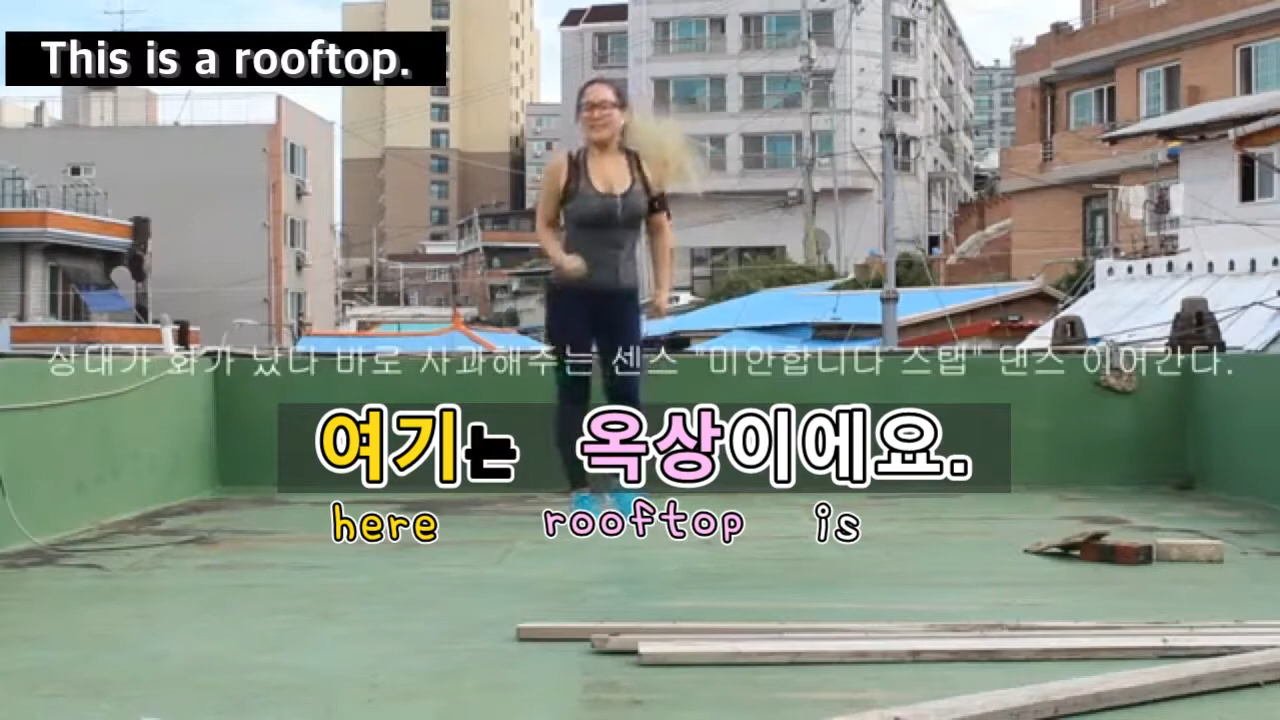 This is a rooftop.
상대가 화가 났다 바로 사과해주는 센스 "미안합니다 스탭" 댄스 이어간다.
여기는 옥상이에요.
here rooftop is